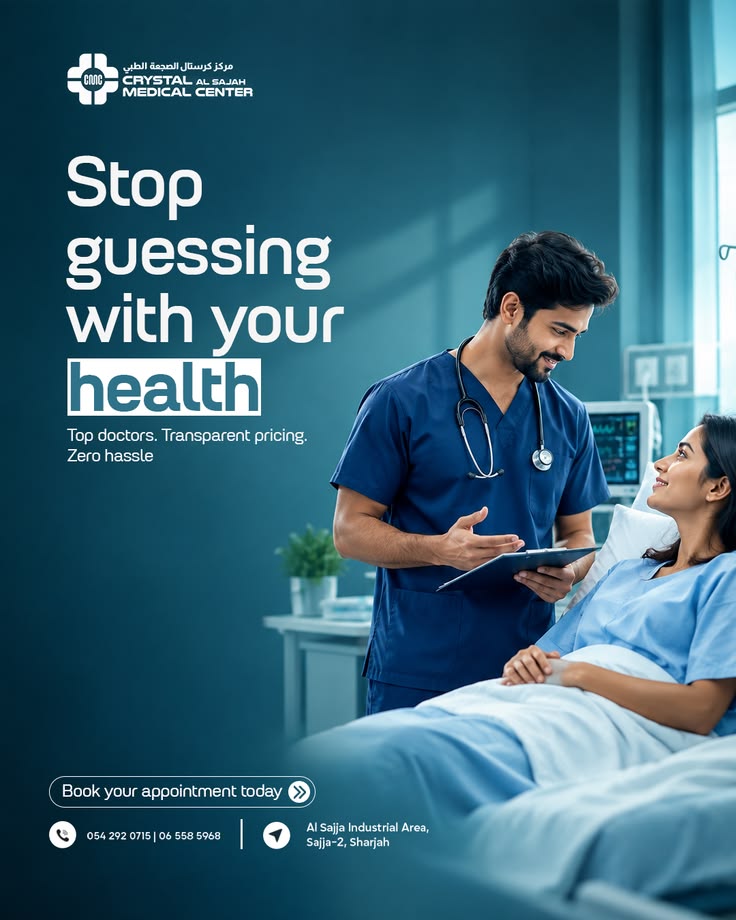 مركز كرستال الصجعة الطبي
CMC
CRYSTAL AL SAJAH
MEDICAL CENTER
Stop
guessing
with your
health
Top doctors. Transparent pricing.
Zero hassle
Book your appointment today
054 292 0715 | 06 558 5968
Al Sajja Industrial Area,
Sajja-2, Sharjah